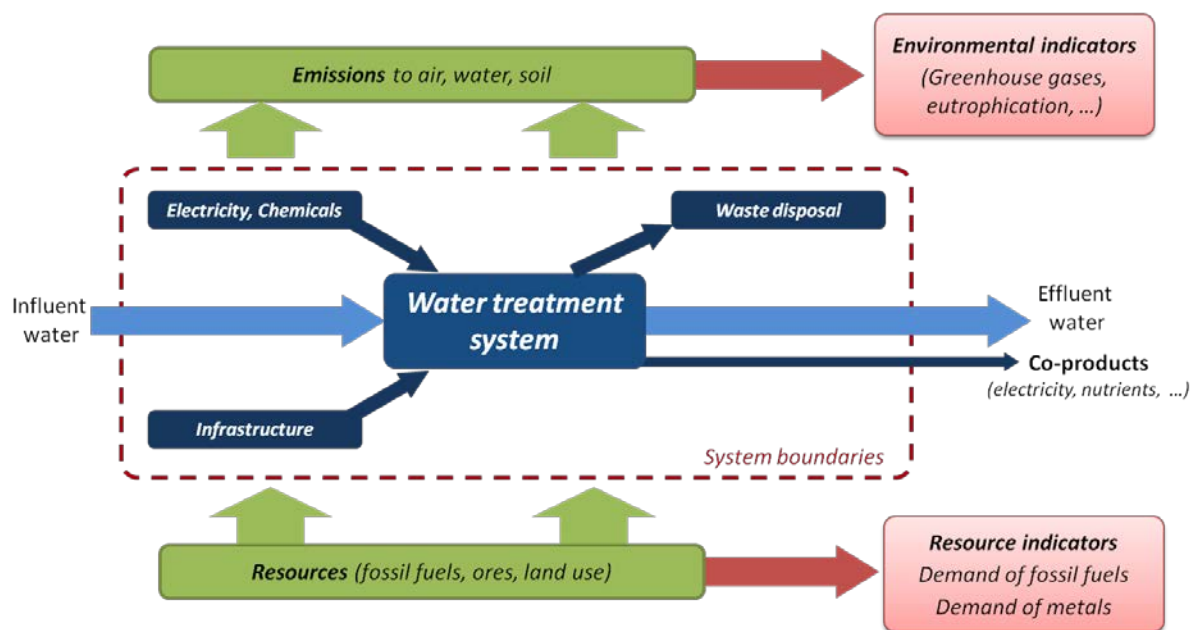 Emissions to air, water, soil
Environmental indicators
(Greenhouse gases,
eutrophication, ...)
Electricity, Chemicals
Waste disposal
Influent
water
Water treatment
system
Effluent
water
Co-products
(electricity, nutrients, ...)
Infrastructure
System boundaries
Resources (fossil fuels, ores, land use)
Resource indicators
Demand of fossil fuels
Demand of metals